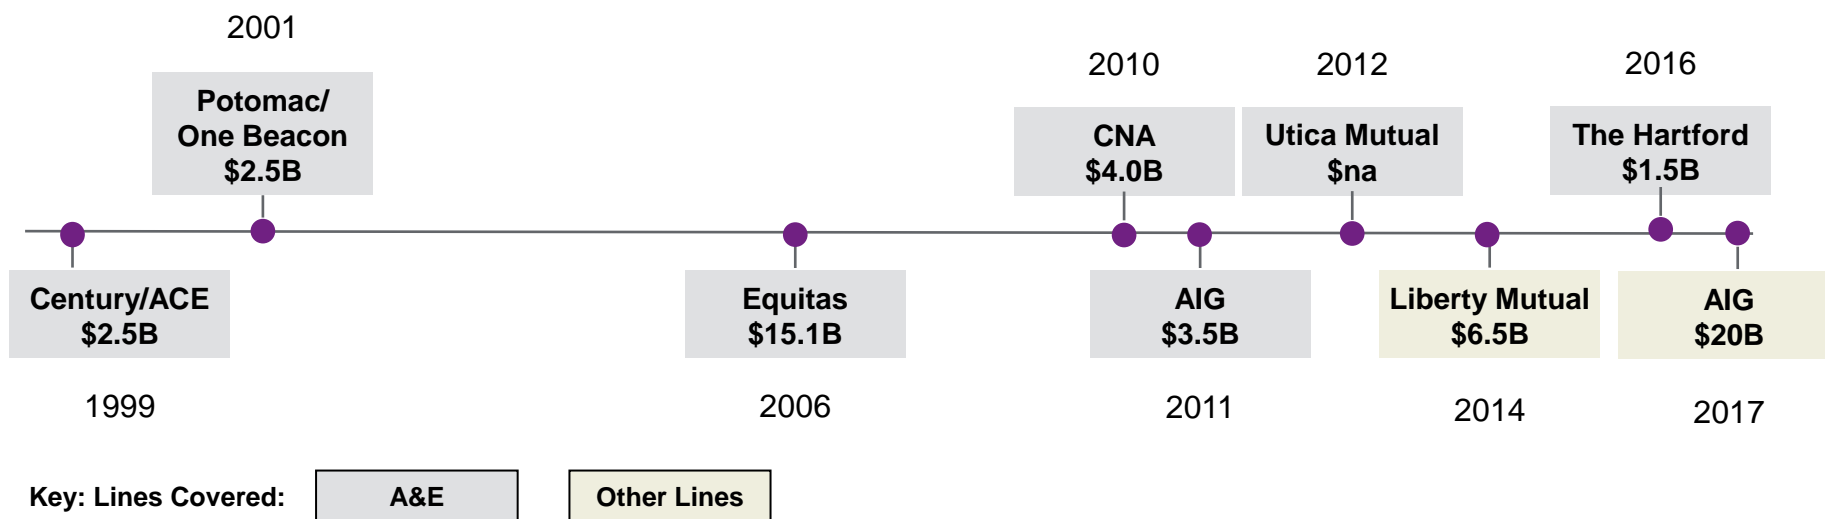 2001
Potomac/
One Beacon
$2.5B
2010
CNA
$4.0B
2012
Utica Mutual
$na
2016
The Hartford
$1.5B
Century/ACE
$2.5B
1999
Equitas
$15.1B
2006
AIG
$3.5B
2011
Liberty Mutual
$6.5B
2014
AIG
$20B
2017
Key: Lines Covered:
A&E
Other Lines